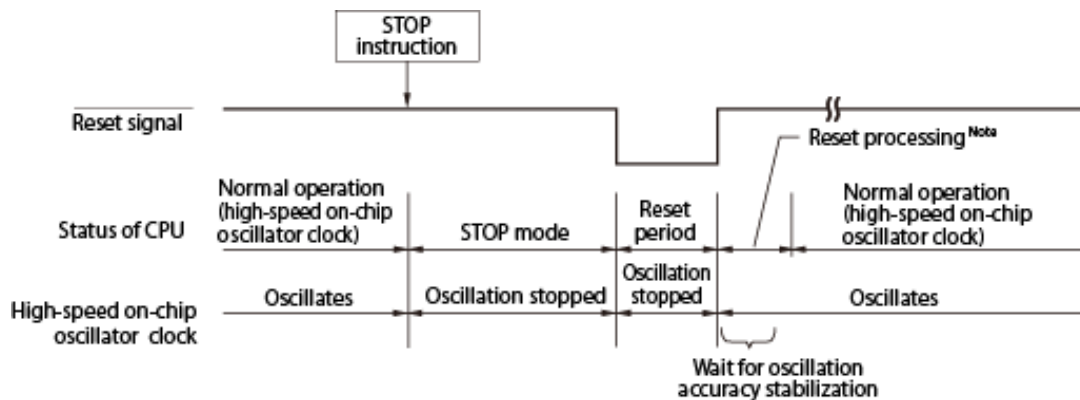 STOP
instruction
Reset signal
Reset processing Note
Status of CPU
Normal operation
(high-speed on-chip
oscillator clock)
STOP mode
Reset
period
Normal operation
(high-speed on-chip
oscillator clock)
High-speed on-chip
oscillator clock
Oscillates
Oscillation stopped
Oscillation
stopped
Oscillates
Wait for oscillation
accuracy stabilization